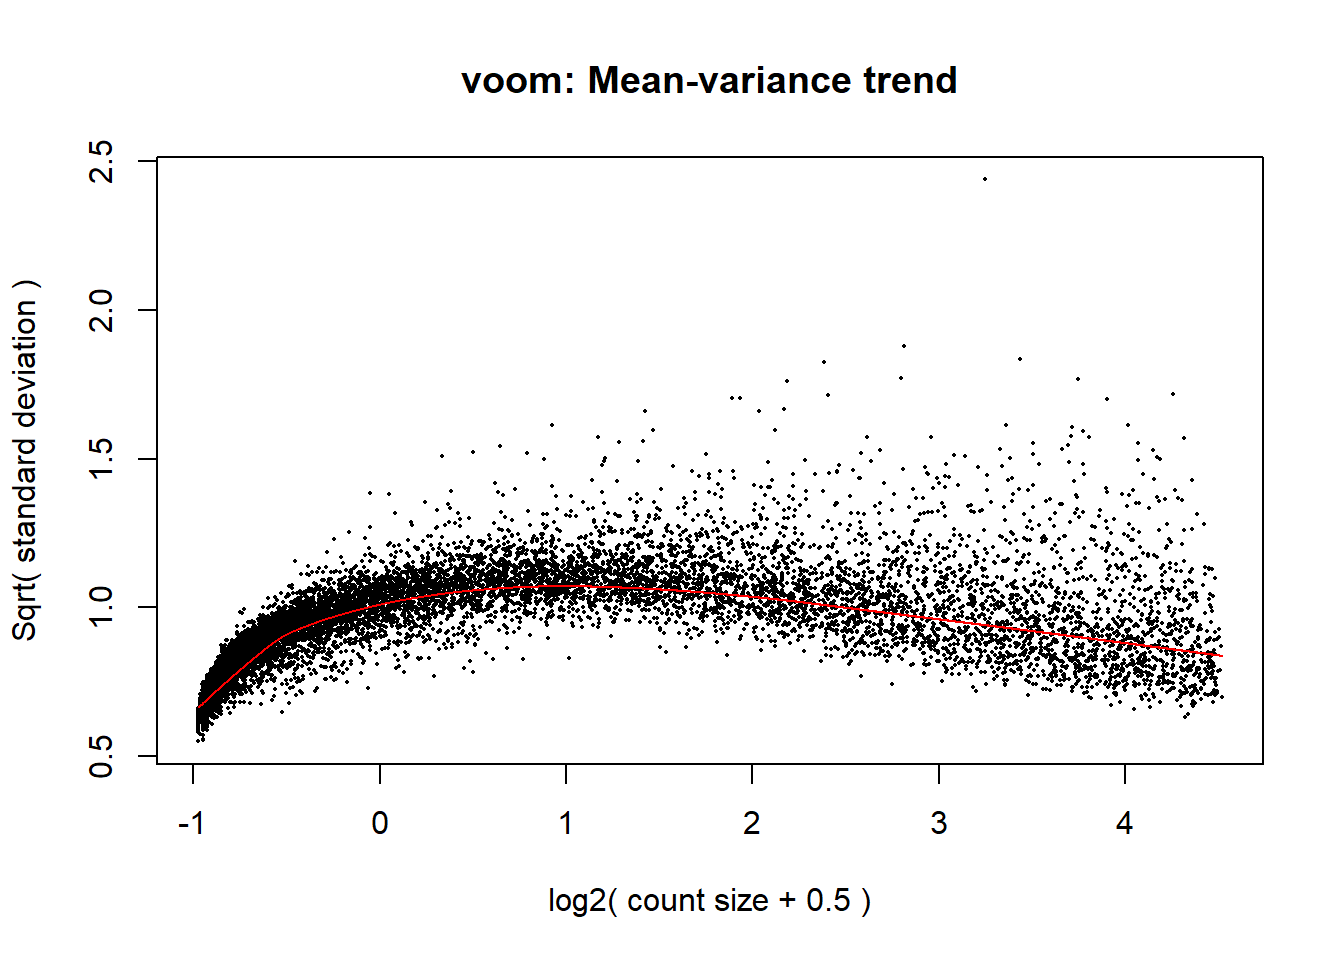 voom: Mean-variance trend
Sqrt( standard deviation )
2.5
2.0
1.5
1.0
0.5
-1 0 1 2 3 4
log2( count size + 0.5 )